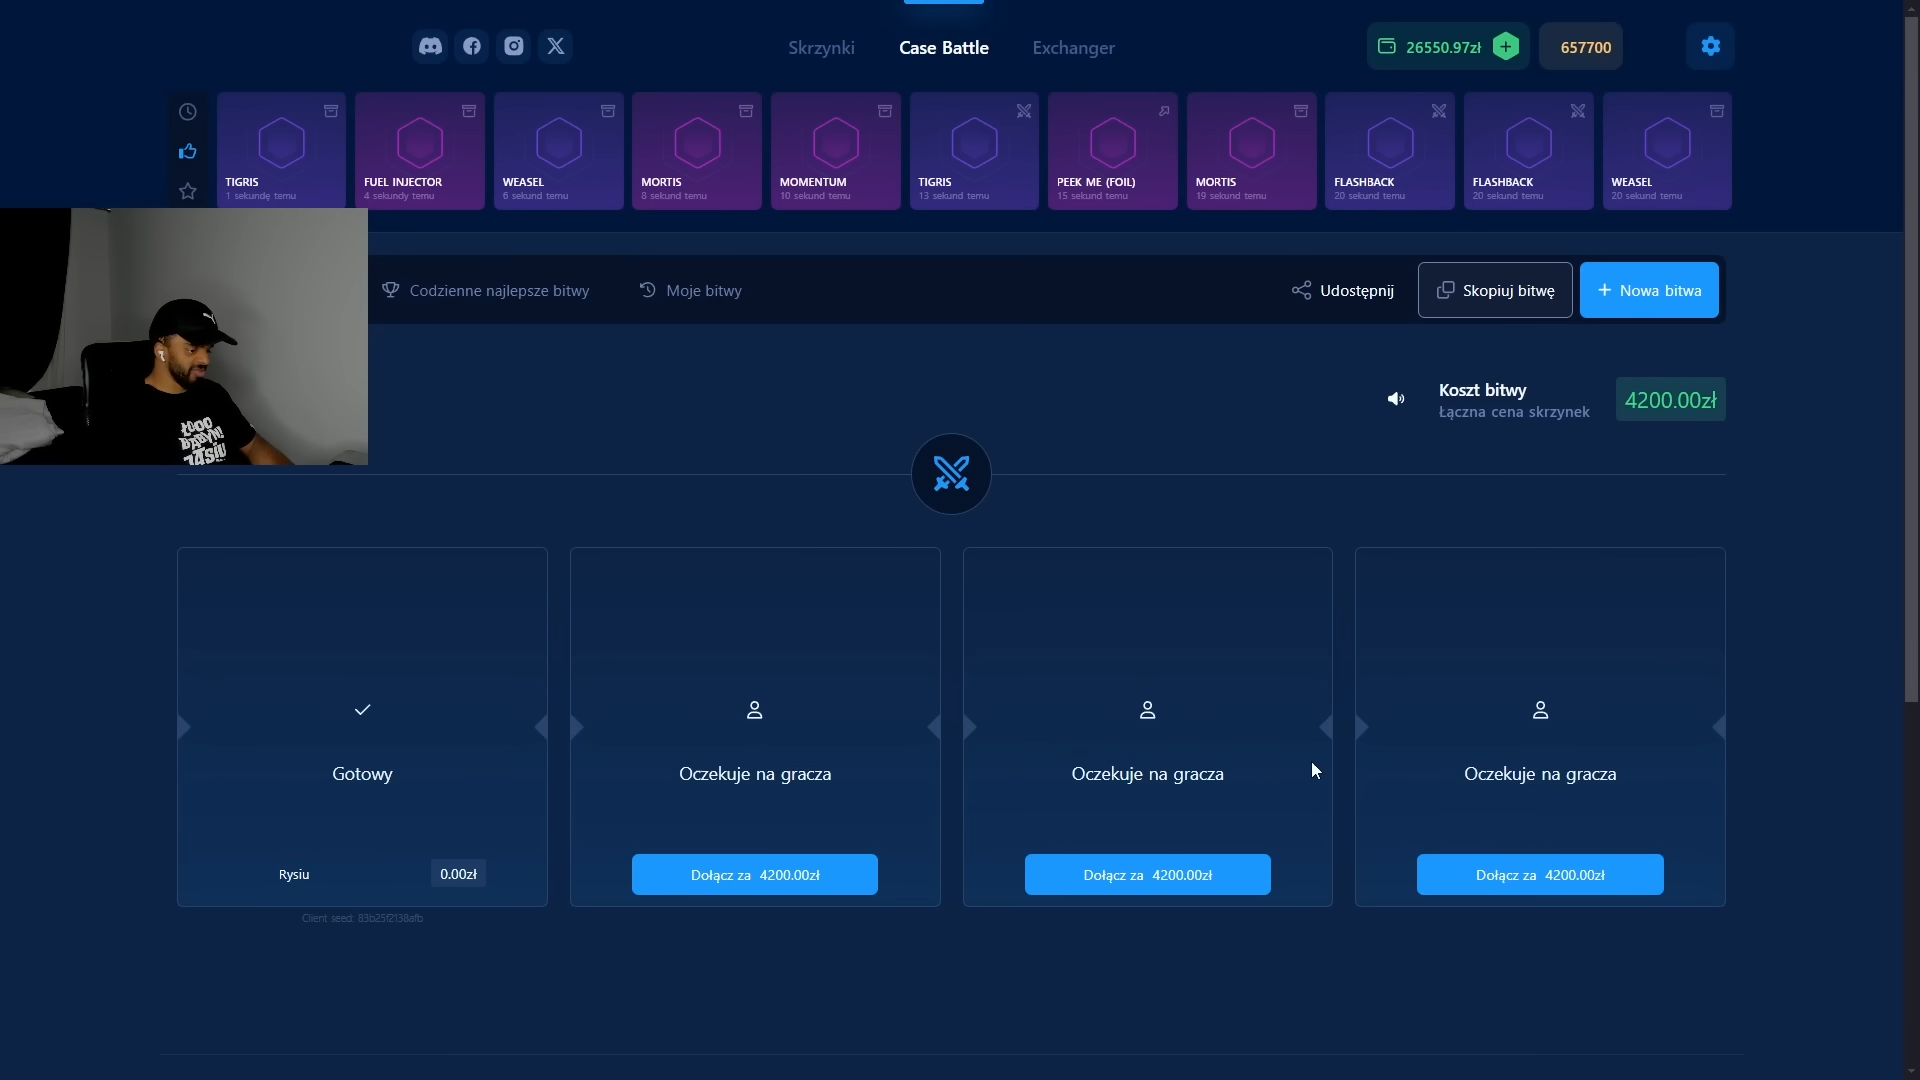 Skrzynki
Case Battle
Exchanger
26550.97zł
657700
TIGRIS
1 sekundę temu
FUEL INJECTOR
4 sekundy temu
WEASEL
6 sekund temu
MORTIS
8 sekund temu
MOMENTUM
10 sekund temu
TIGRIS
13 sekund temu
PEEK ME (FOIL)
15 sekund temu
MORTIS
19 sekund temu
FLASHBACK
20 sekund temu
FLASHBACK
20 sekund temu
WEASEL
20 sekund temu
Codzienne najlepsze bitwy
Moje bitwy
Udostępnij
Skopiuj bitwę
Nowa bitwa
Koszt bitwy
Łączna cena skrzynek
4200.00zł
Gotowy
Rysiu
0.00zł
Client seed: 83b25f2138afb
Oczekuje na gracza
Dołącz za 4200.00zł
Oczekuje na gracza
Dołącz za 4200.00zł
Oczekuje na gracza
Dołącz za 4200.00zł